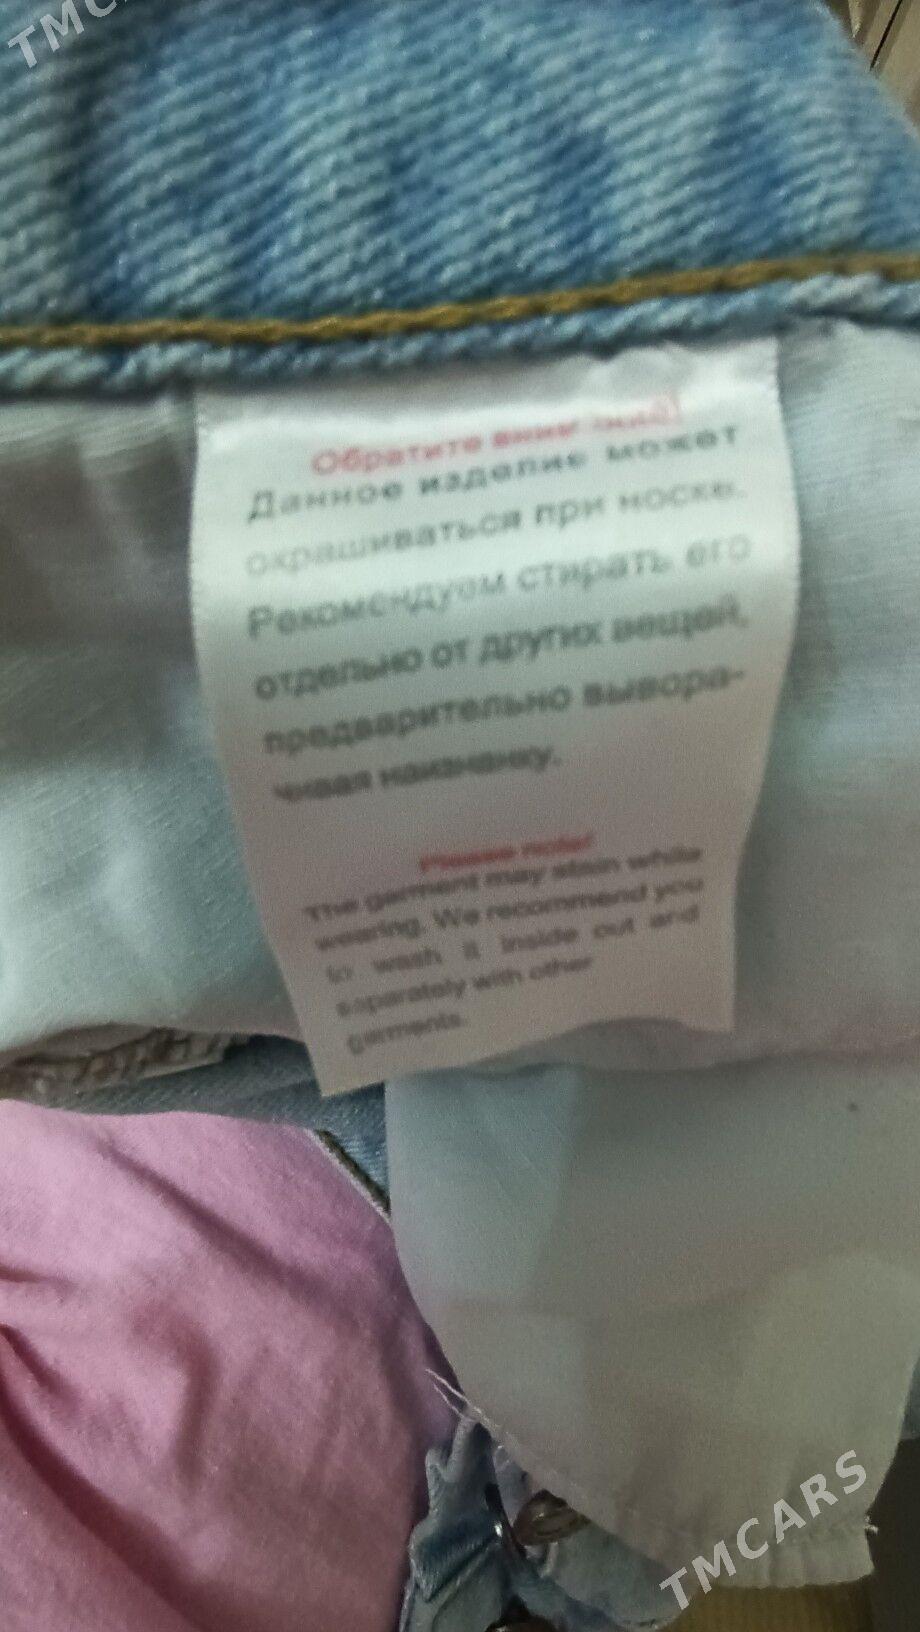 TMCARS
Обратите внимание!
Данное изделие может
окрашиваться при носке.
Рекомендуем стирать его
отдельно от других вещей,
предварительно вывора-
чивая наизнанку.
Please note!
The garment may stain while
wearing. We recommend you
to wash it inside out and
separately with other
garments.
TMCARS